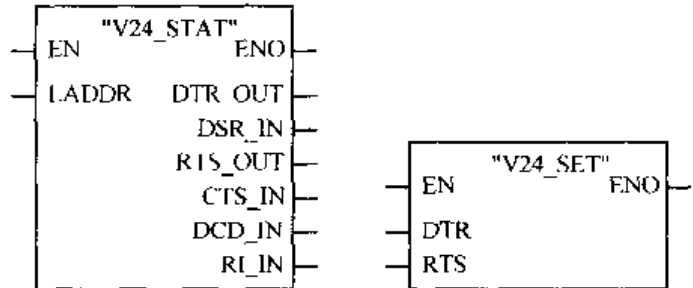 "V24_STAT"
EN ENO
LADDR DTR_OUT
DSR_IN
RTS_OUT
CTS_IN
DCD_IN
RI_IN
"V24_SET"
EN ENO
DTR
RTS